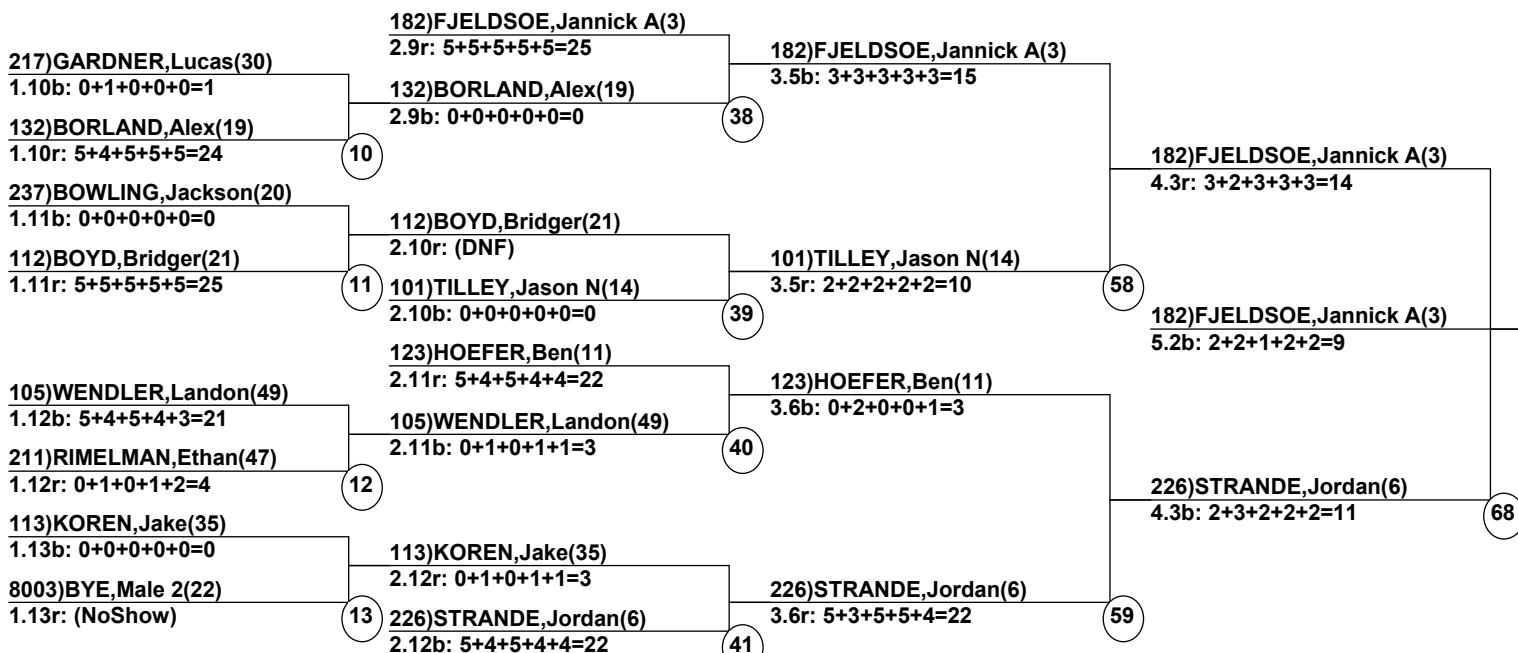 217)GARDNER,Lucas(30)
1.10b: 0+1+0+0+0=1
132)BORLAND,Alex(19)
1.10r: 5+4+5+5+5=24
10
237)BOWLING,Jackson(20)
1.11b: 0+0+0+0+0=0
112)BOYD,Bridger(21)
1.11r: 5+5+5+5+5=25
11
105)WENDLER,Landon(49)
1.12b: 5+4+5+4+3=21
211)RIMELMAN,Ethan(47)
1.12r: 0+1+0+1+2=4
12
113)KOREN,Jake(35)
1.13b: 0+0+0+0+0=0
8003)BYE,Male 2(22)
1.13r: (NoShow)
13
182)FJELDSOE,Jannick A(3)
2.9r: 5+5+5+5+5=25
132)BORLAND,Alex(19)
2.9b: 0+0+0+0+0=0
38
112)BOYD,Bridger(21)
2.10r: (DNF)
101)TILLEY,Jason N(14)
2.10b: 0+0+0+0+0=0
39
123)HOEFER,Ben(11)
2.11r: 5+4+5+4+4=22
105)WENDLER,Landon(49)
2.11b: 0+1+0+1+1=3
40
113)KOREN,Jake(35)
2.12r: 0+1+0+1+1=3
226)STRANDE,Jordan(6)
2.12b: 5+4+5+4+4=22
41
182)FJELDSOE,Jannick A(3)
3.5b: 3+3+3+3+3=15
101)TILLEY,Jason N(14)
3.5r: 2+2+2+2+2=10
58
123)HOEFER,Ben(11)
3.6b: 0+2+0+0+1=3
226)STRANDE,Jordan(6)
3.6r: 5+3+5+5+4=22
59
182)FJELDSOE,Jannick A(3)
4.3r: 3+2+3+3+3=14
182)FJELDSOE,Jannick A(3)
5.2b: 2+2+1+2+2=9
226)STRANDE,Jordan(6)
4.3b: 2+3+2+2+2=11
68